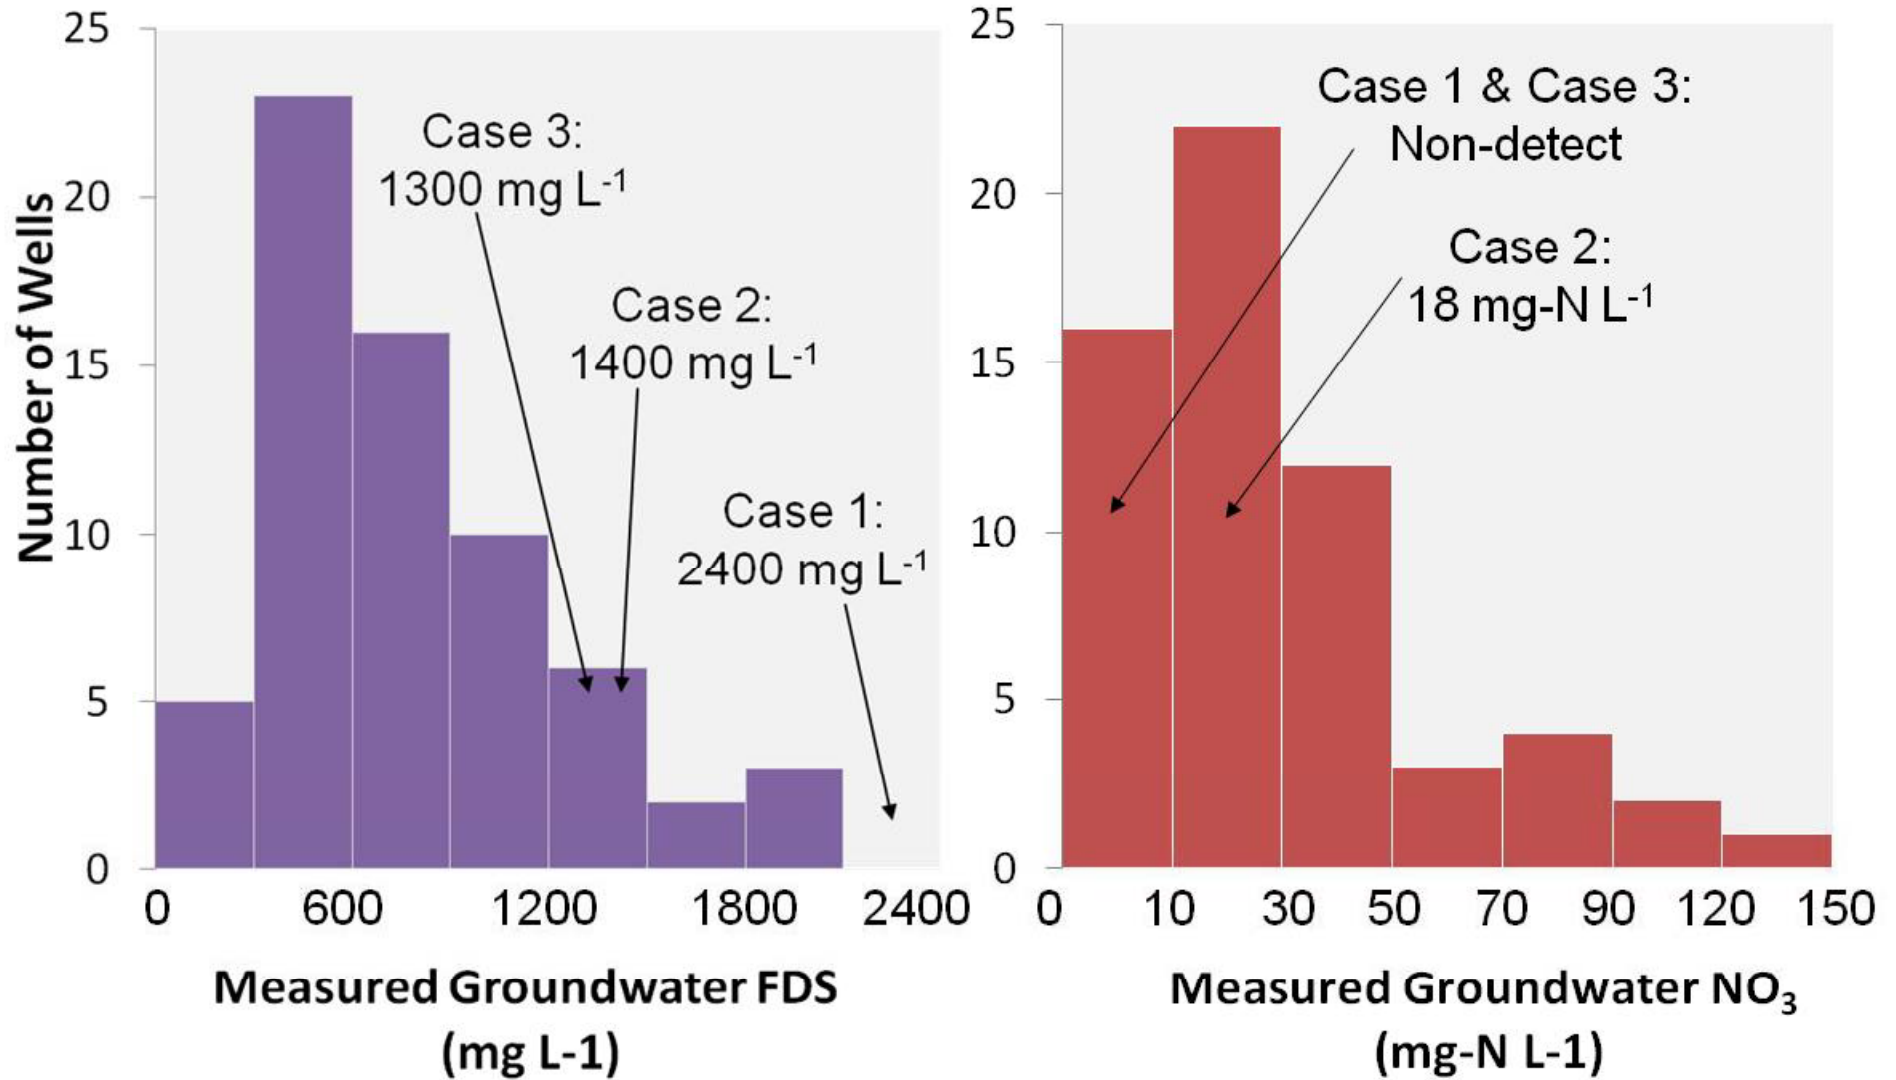 25
20
15
10
5
0
Number of Wells
Case 3:
1300 mg L-1
Case 2:
1400 mg L-1
Case 1:
2400 mg L-1
0 600 1200 1800 2400
Measured Groundwater FDS
(mg L-1)
25
20
15
10
5
0
Case 1 & Case 3:
Non-detect
Case 2:
18 mg-N L-1
0 10 30 50 70 90 120 150
Measured Groundwater NO3
(mg-N L-1)